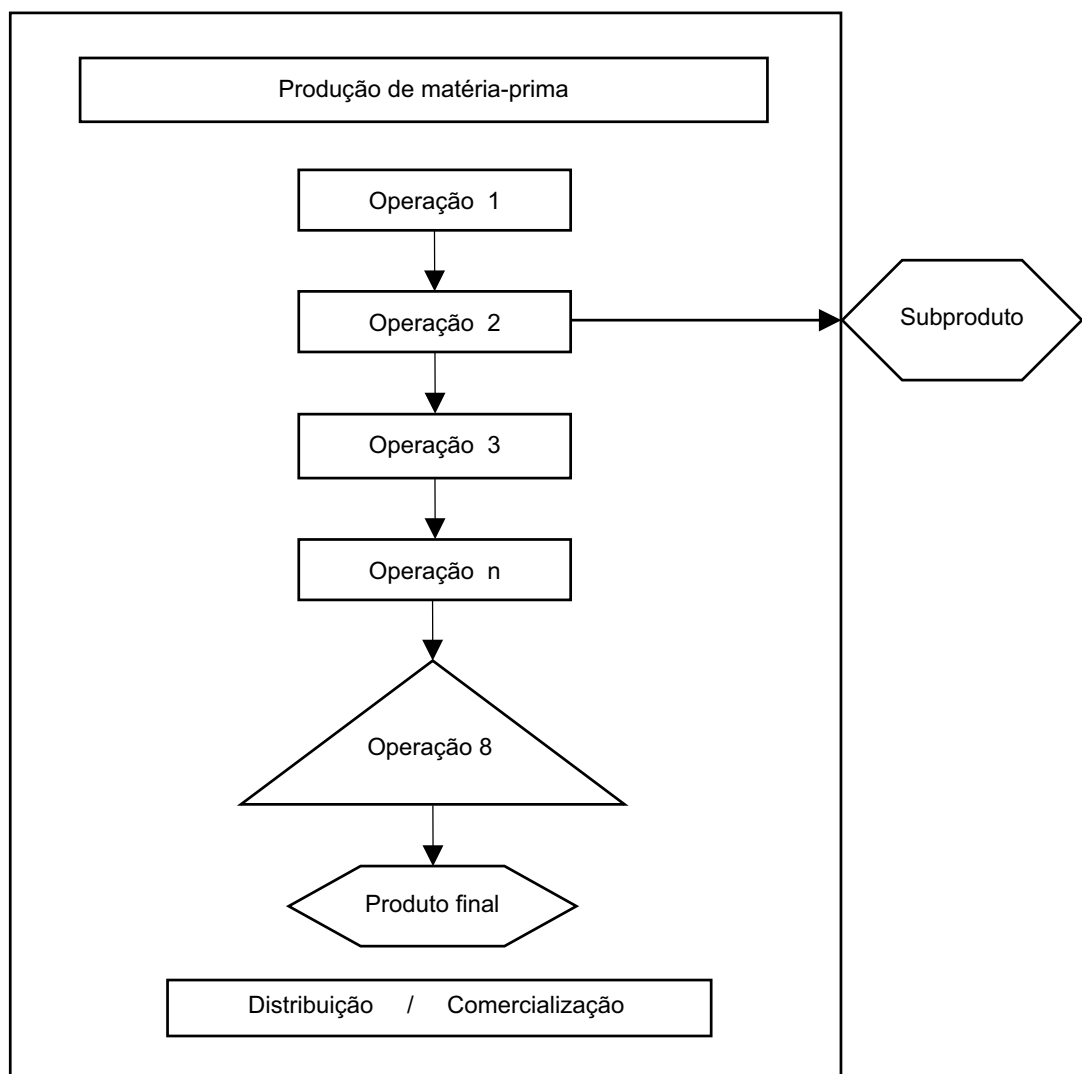 Produção de matéria-prima
Operação 1
Operação 2
Subproduto
Operação 3
Operação n
Operação 8
Produto final
Distribuição / Comercialização